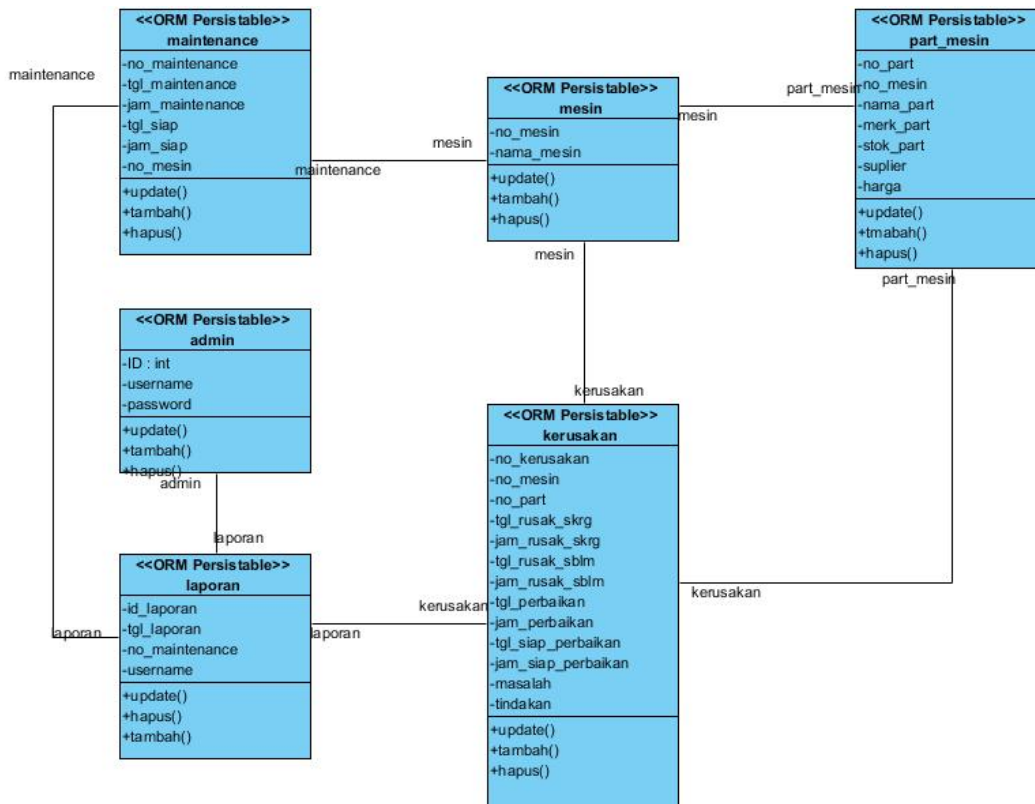 <<ORM Persistable>>
maintenance
-no_maintenance
-tgl_maintenance
-jam_maintenance
-tgl_siap
-jam_siap
-no_mesin
+update()
+tambah()
+hapus()
maintenance
maintenance
mesin
<<ORM Persistable>>
mesin
-no_mesin
-nama_mesin
+update()
+tambah()
+hapus()
mesin
part_mesin
<<ORM Persistable>>
part_mesin
-no_part
-no_mesin
-nama_part
-merk_part
-stok_part
-suplier
-harga
+update()
+tmabah()
+hapus()
part_mesin
mesin
kerusakan
<<ORM Persistable>>
admin
-ID : int
-username
-password
+update()
+tambah()
+hapus()
admin
laporan
<<ORM Persistable>>
laporan
-id_laporan
-tgl_laporan
-no_maintenance
-username
+update()
+hapus()
+tambah()
laporan
laporan
kerusakan
<<ORM Persistable>>
kerusakan
-no_kerusakan
-no_mesin
-no_part
-tgl_rusak_skrg
-jam_rusak_skrg
-tgl_rusak_sblm
-jam_rusak_sblm
-tgl_perbaikan
-jam_perbaikan
-tgl_siap_perbaikan
-jam_siap_perbaikan
-masalah
-tindakan
+update()
+tambah()
+hapus()
kerusakan